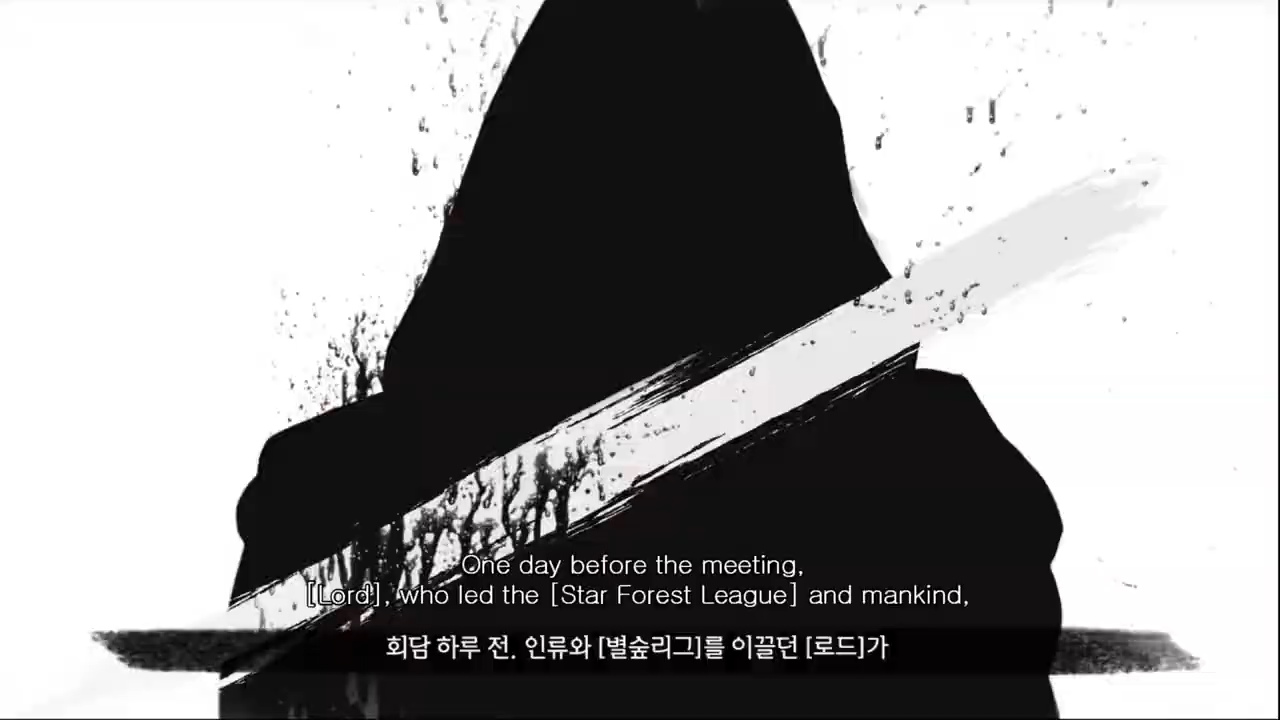 One day before the meeting,
[Lord], who led the [Star Forest League] and mankind,
회담 하루 전. 인류와 [별숲리그]를 이끌던 [로드]가